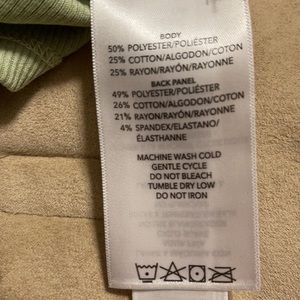 BODY
50% POLYESTER/POLIÉSTER
25% COTTON/ALGODON/COTON
25% RAYON/RAYÓN/RAYONNE
BACK PANEL
49% POLYESTER/POLIÉSTER
26% COTTON/ALGODON/COTON
21% RAYON/RAYÓN/RAYONNE
4% SPANDEX/ELASTANO/
ÉLASTHANNE
MACHINE WASH COLD
GENTLE CYCLE
DO NOT BLEACH
TUMBLE DRY LOW
DO NOT IRON